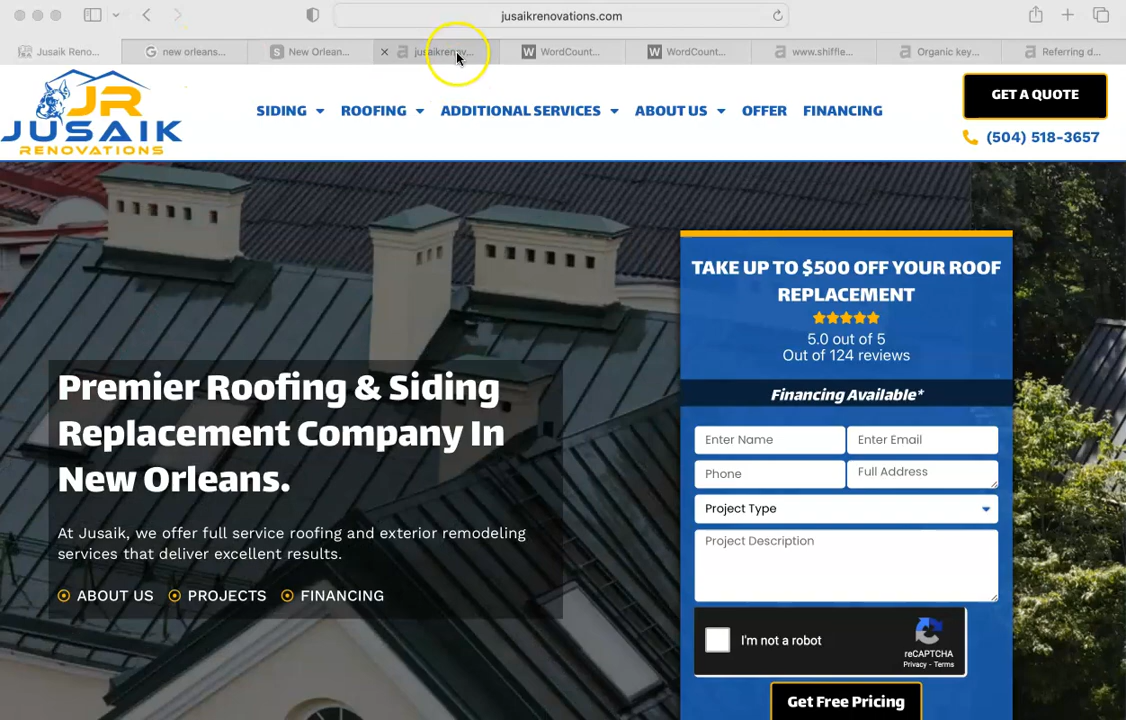 jusaikrenovations.com
Jusaik Reno...
new orleans...
New Orlean...
jusaikrenov...
WordCount...
WordCount...
www.shiffle...
Organic key...
Referring d...
JR
JUSAIK
RENOVATIONS
SIDING
ROOFING
ADDITIONAL SERVICES
ABOUT US
OFFER
FINANCING
GET A QUOTE
(504) 518-3657
Premier Roofing & Siding
Replacement Company In
New Orleans.
At Jusaik, we offer full service roofing and exterior remodeling
services that deliver excellent results.
ABOUT US
PROJECTS
FINANCING
TAKE UP TO $500 OFF YOUR ROOF
REPLACEMENT
5.0 out of 5
Out of 124 reviews
Financing Available*
Enter Name
Enter Email
Phone
Full Address
Project Type
Project Description
I'm not a robot
reCAPTCHA
Privacy - Terms
Get Free Pricing